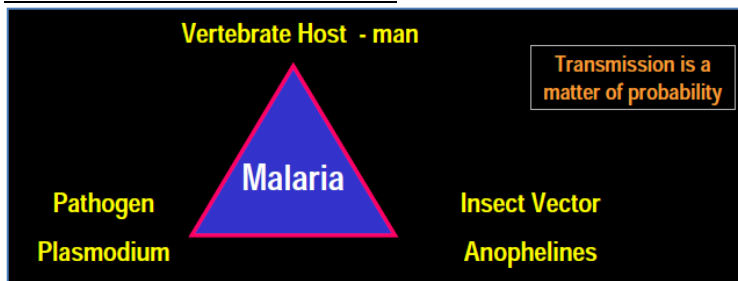 Vertebrate Host - man
Transmission is a
matter of probability
Malaria
Pathogen
Plasmodium
Insect Vector
Anophelines